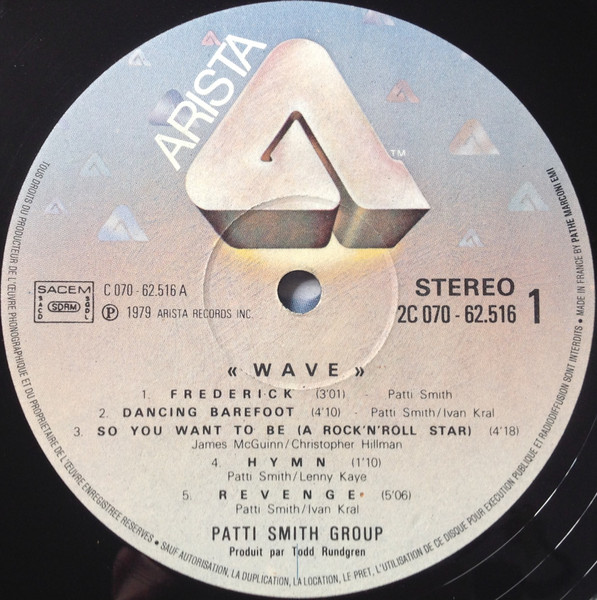 ARISTA
TM
SACEM
SACD SDRM SGDL
C 070 - 62.516 A
Ⓟ 1979 ARISTA RECORDS INC.
STEREO
2C 070 - 62.516 1
« WAVE »
1. FREDERICK (3'01) - Patti Smith
2. DANCING BAREFOOT (4'10) - Patti Smith/Ivan Kral
3. SO YOU WANT TO BE (A ROCK'N'ROLL STAR) (4'18)
James McGuinn/Christopher Hillman
4. HYMN (1'10)
Patti Smith/Lenny Kaye
5. REVENGE (5'06)
Patti Smith/Ivan Kral
PATTI SMITH GROUP
Produit par Todd Rundgren
TOUS DROITS DU PRODUCTEUR DE L'ŒUVRE PHONOGRAPHIQUE ET DU PROPRIETAIRE DE L'ŒUVRE ENREGISTREE RESERVES • SAUF AUTORISATION, LA DUPLICATION, LA LOCATION, LE PRET, L'UTILISATION DE CE DISQUE POUR EXECUTION PUBLIQUE ET RADIODIFFUSION SONT INTERDITS • MADE IN FRANCE BY PATHE MARCONI EMI